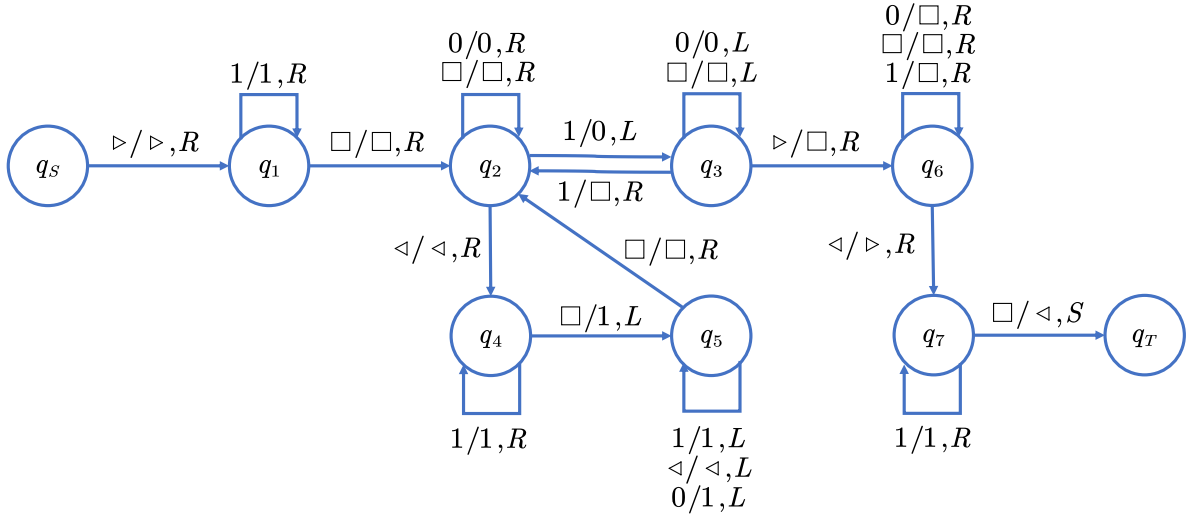 0/0, R
□/□, R
0/0, L
□/□, L
0/□, R
□/□, R
1/□, R
1/1, R
▹/▹, R
□/□, R
1/0, L
▹/□, R
q_S
q_1
q_2
q_3
q_6
1/□, R
◃/◃, R
□/□, R
◃/▹, R
□/1, L
□/◃, S
q_4
q_5
q_7
q_T
1/1, R
1/1, L
◃/◃, L
0/1, L
1/1, R